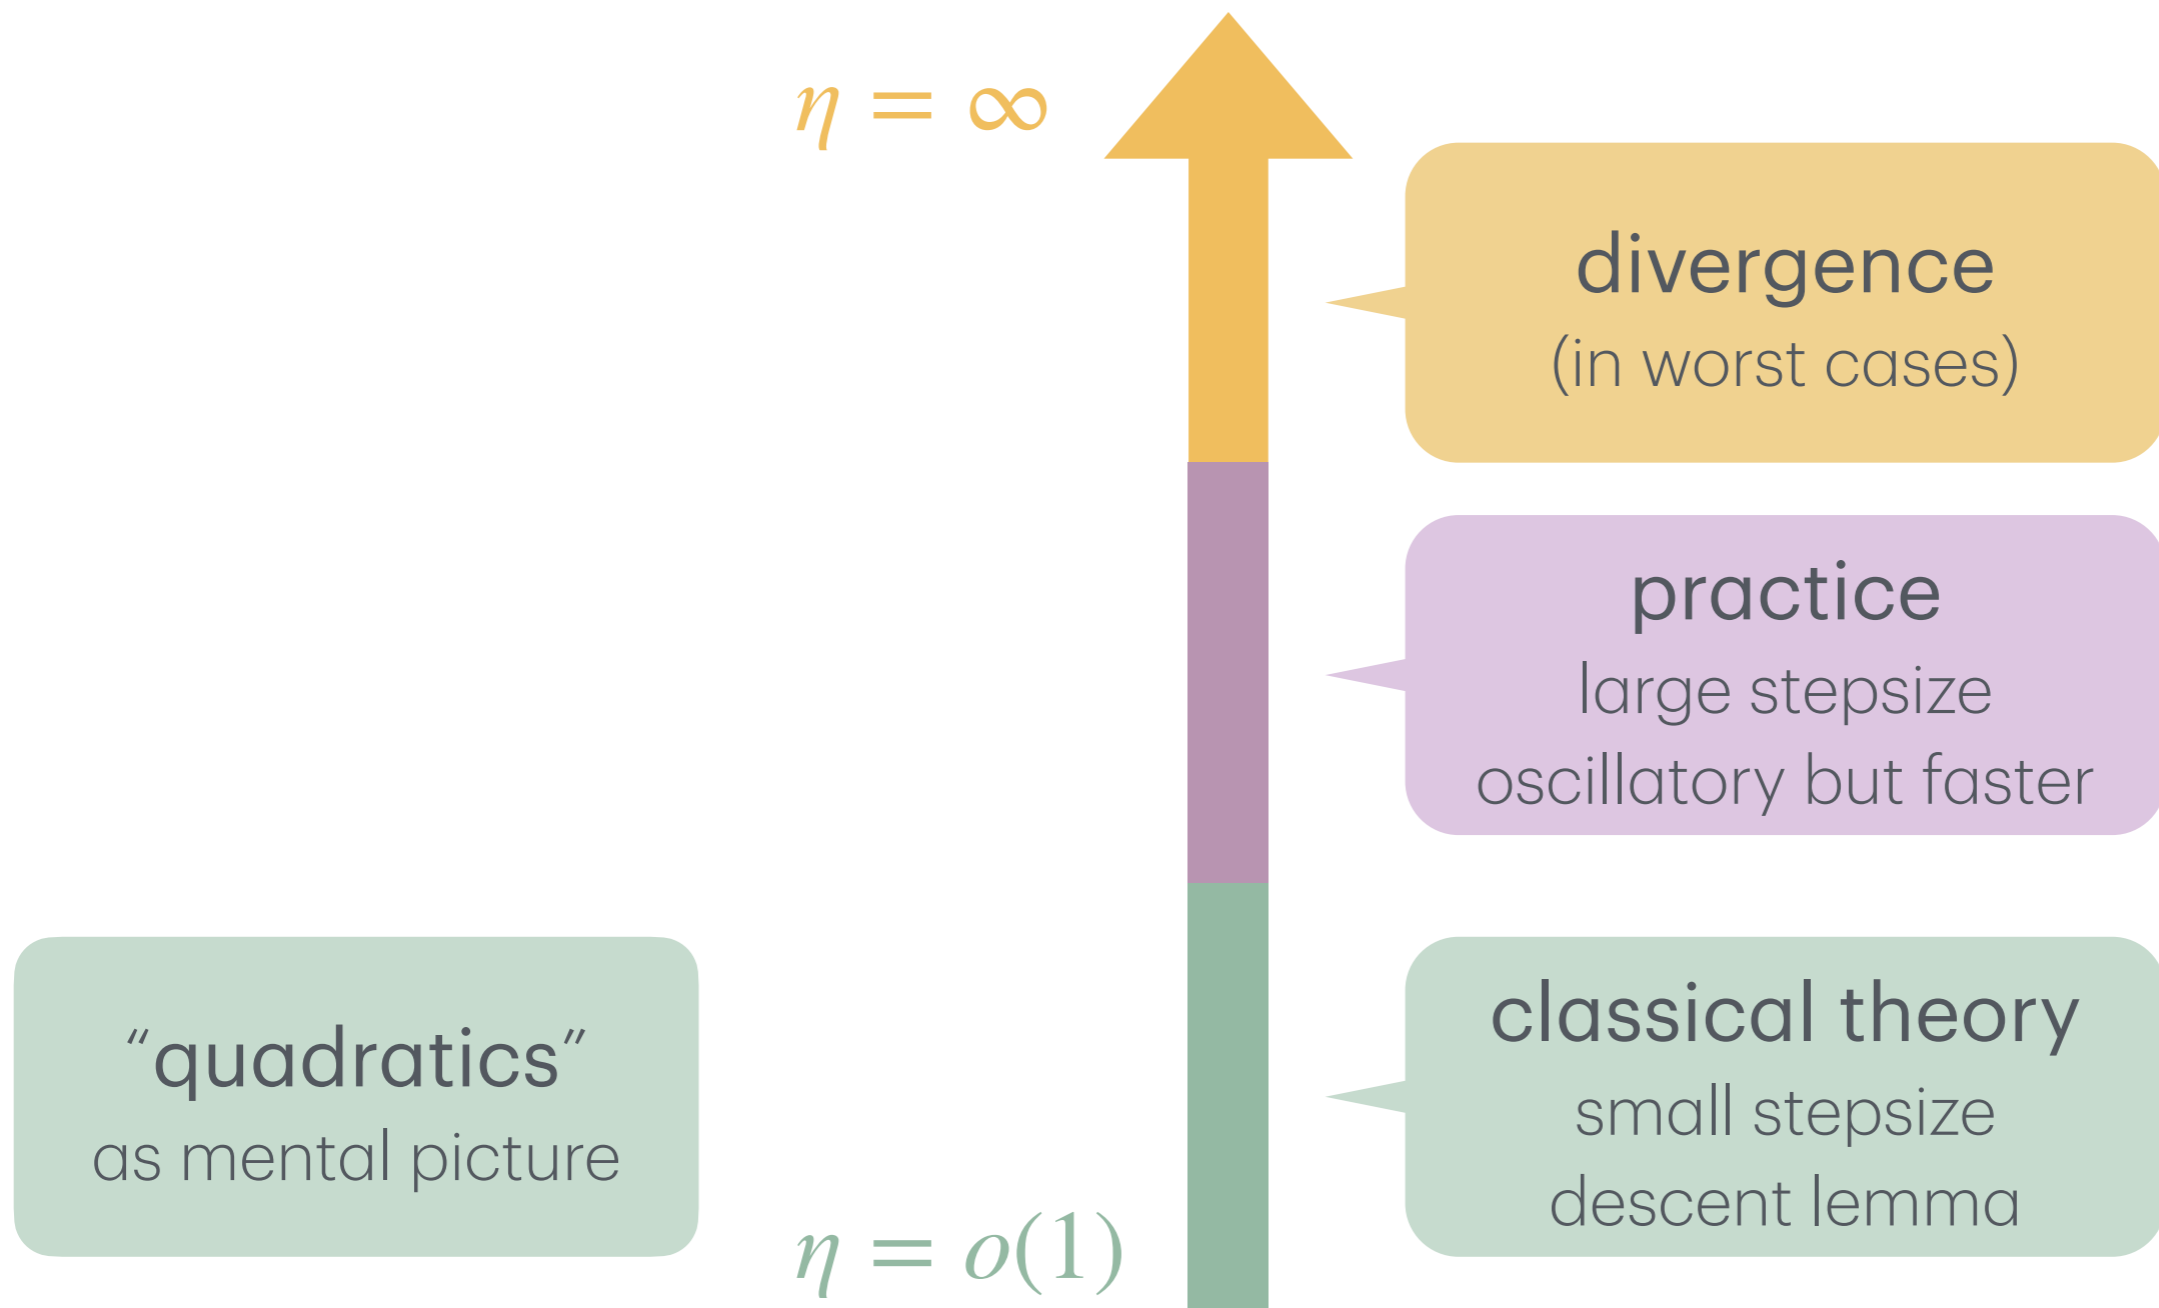 η = ∞
divergence
(in worst cases)
practice
large stepsize
oscillatory but faster
“quadratics”
as mental picture
classical theory
small stepsize
descent lemma
η = o(1)